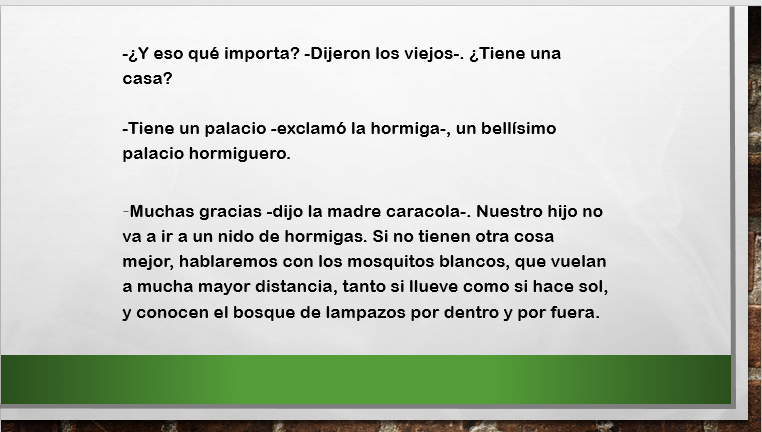 -¿Y eso qué importa? -Dijeron los viejos-. ¿Tiene una
casa?
-Tiene un palacio -exclamó la hormiga-, un bellísimo
palacio hormiguero.
-Muchas gracias -dijo la madre caracola-. Nuestro hijo no
va a ir a un nido de hormigas. Si no tienen otra cosa
mejor, hablaremos con los mosquitos blancos, que vuelan
a mucha mayor distancia, tanto si llueve como si hace sol,
y conocen el bosque de lampazos por dentro y por fuera.